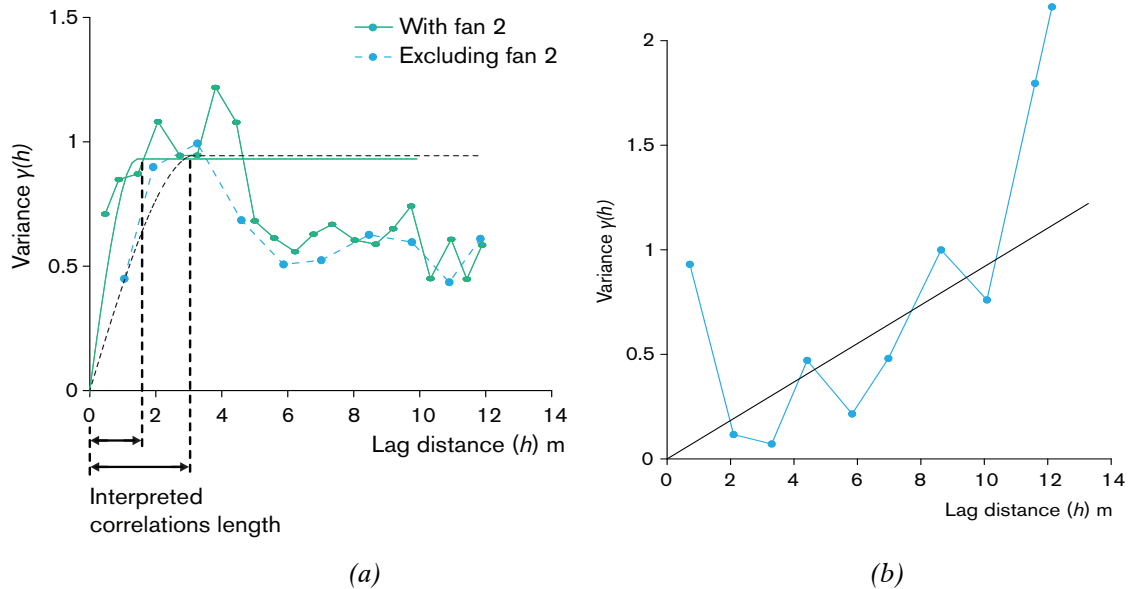 1.5
With fan 2
Excluding fan 2
1
0.5
0
Variance γ(h)
0 2 4 6 8 10 12 14
Lag distance (h) m
Interpreted
correlations length
(a)
2
1.5
1
0.5
0
Variance γ(h)
0 2 4 6 8 10 12 14
Lag distance (h) m
(b)